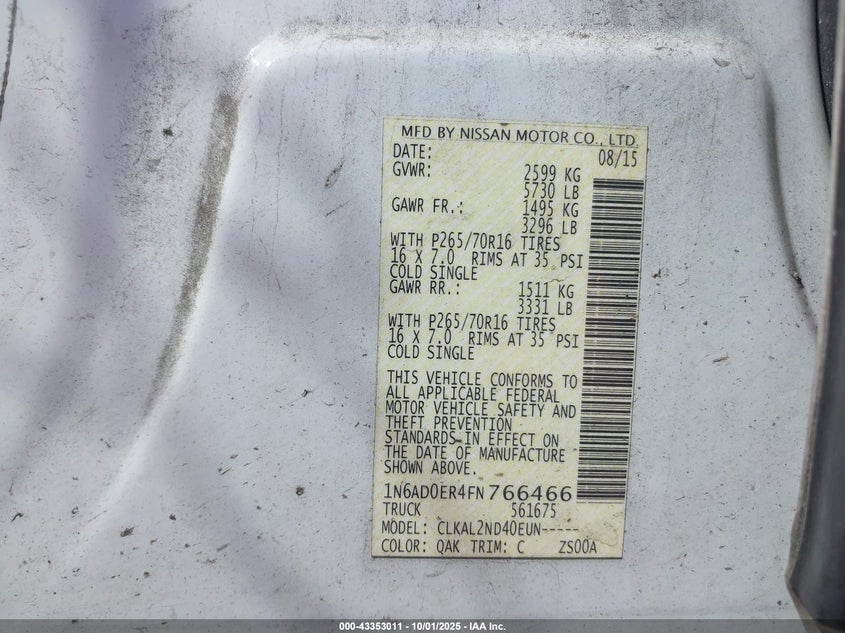 MFD BY NISSAN MOTOR CO., LTD.
DATE: 08/15
GVWR: 2599 KG
5730 LB
GAWR FR.: 1495 KG
3296 LB
WITH P265/70R16 TIRES
16 X 7.0 RIMS AT 35 PSI
COLD SINGLE
GAWR RR.: 1511 KG
3331 LB
WITH P265/70R16 TIRES
16 X 7.0 RIMS AT 35 PSI
COLD SINGLE
THIS VEHICLE CONFORMS TO
ALL APPLICABLE FEDERAL
MOTOR VEHICLE SAFETY AND
THEFT PREVENTION
STANDARDS IN EFFECT ON
THE DATE OF MANUFACTURE
SHOWN ABOVE.
1N6AD0ER4FN766466
TRUCK 561675
MODEL: CLKAL2ND40EUN-----
COLOR: QAK TRIM: C ZS00A
000-43353011 - 10/01/2025 - IAA Inc.